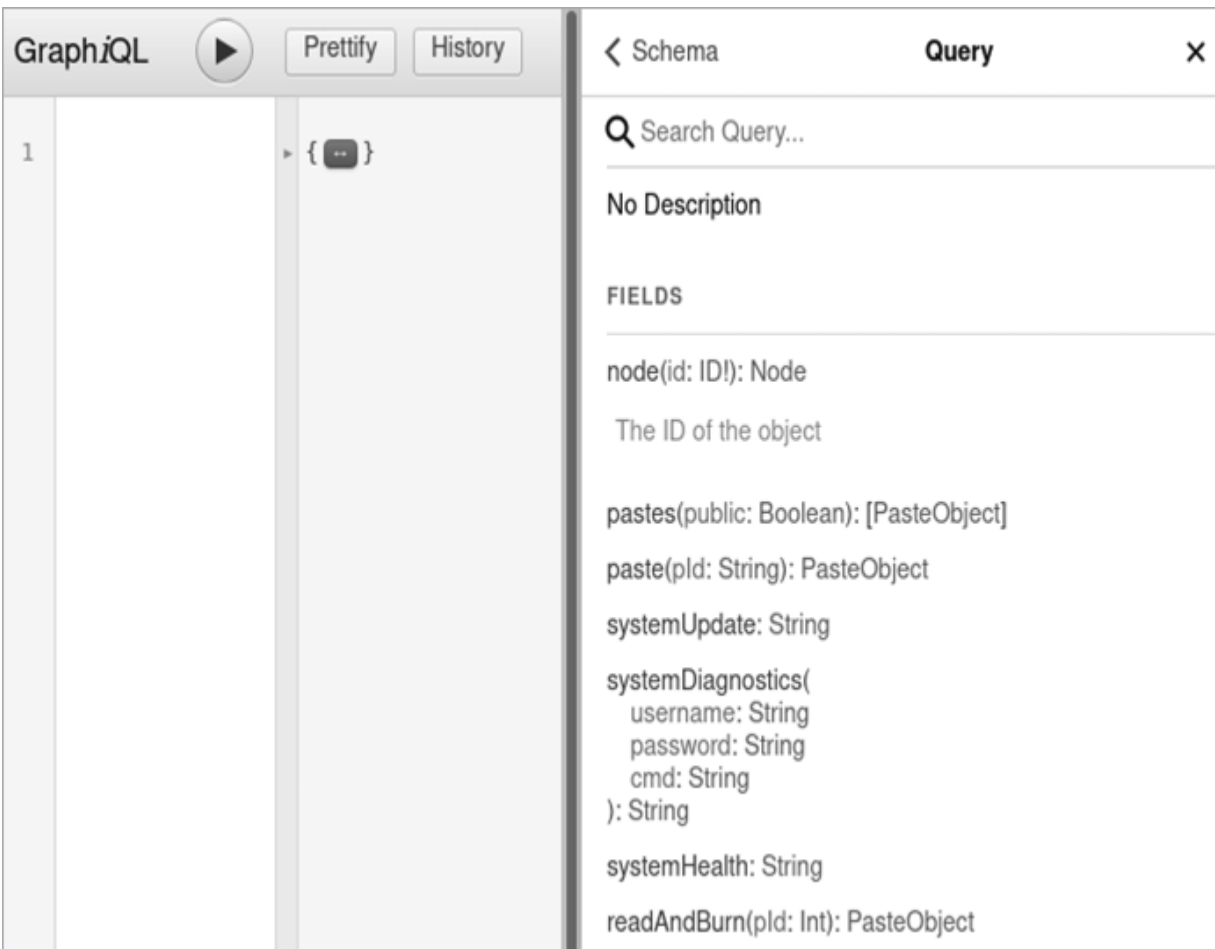 GraphiQL
Prettify
History
1
{↔}
Schema
Query
Search Query...
No Description
FIELDS
node(id: ID!): Node
The ID of the object
pastes(public: Boolean): [PasteObject]
paste(pId: String): PasteObject
systemUpdate: String
systemDiagnostics(
username: String
password: String
cmd: String
): String
systemHealth: String
readAndBurn(pId: Int): PasteObject